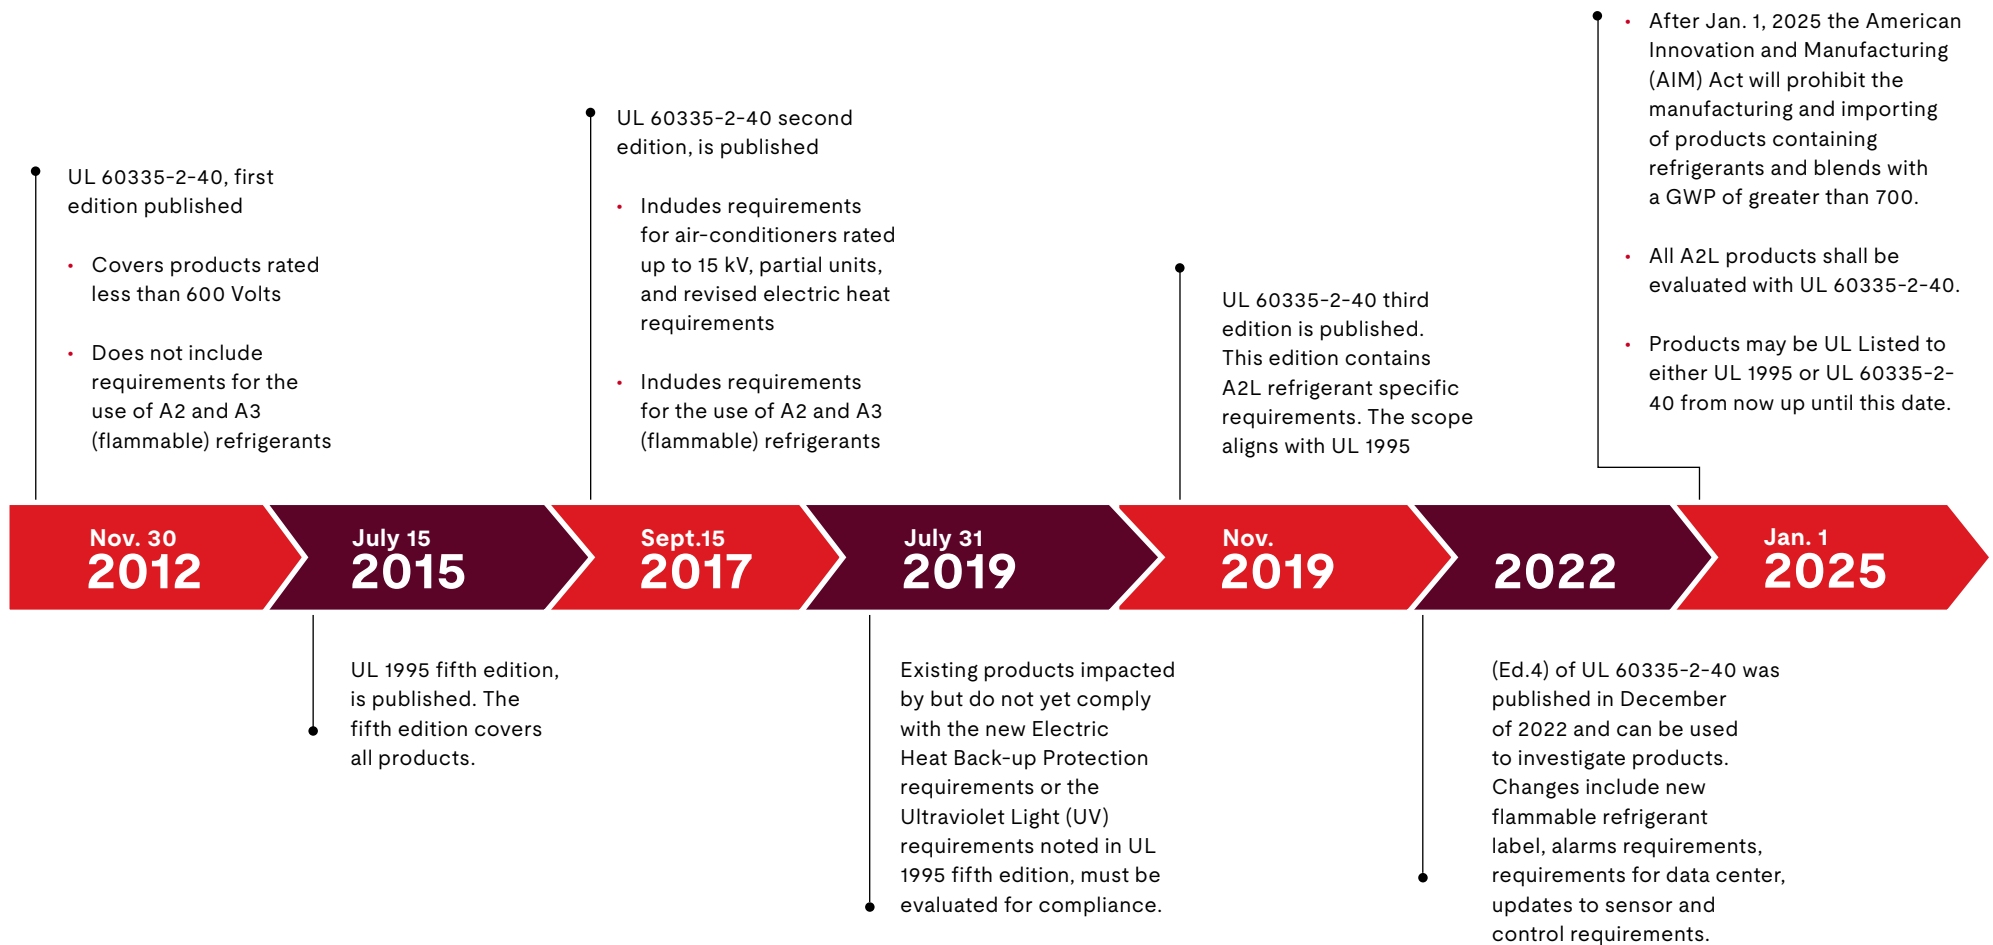 UL 60335-2-40, first
edition published
• Covers products rated
less than 600 Volts
• Does not include
requirements for the
use of A2 and A3
(flammable) refrigerants
UL 60335-2-40 second
edition, is published
• Indudes requirements
for air-conditioners rated
up to 15 kV, partial units,
and revised electric heat
requirements
• Indudes requirements
for the use of A2 and A3
(flammable) refrigerants
UL 60335-2-40 third
edition is published.
This edition contains
A2L refrigerant specific
requirements. The scope
aligns with UL 1995
• After Jan. 1, 2025 the American
Innovation and Manufacturing
(AIM) Act will prohibit the
manufacturing and importing
of products containing
refrigerants and blends with
a GWP of greater than 700.
• All A2L products shall be
evaluated with UL 60335-2-40.
• Products may be UL Listed to
either UL 1995 or UL 60335-2-
40 from now up until this date.
Nov. 30
2012
July 15
2015
Sept.15
2017
July 31
2019
Nov.
2019
2022
Jan. 1
2025
UL 1995 fifth edition,
is published. The
fifth edition covers
all products.
Existing products impacted
by but do not yet comply
with the new Electric
Heat Back-up Protection
requirements or the
Ultraviolet Light (UV)
requirements noted in UL
1995 fifth edition, must be
evaluated for compliance.
(Ed.4) of UL 60335-2-40 was
published in December
of 2022 and can be used
to investigate products.
Changes include new
flammable refrigerant
label, alarms requirements,
requirements for data center,
updates to sensor and
control requirements.